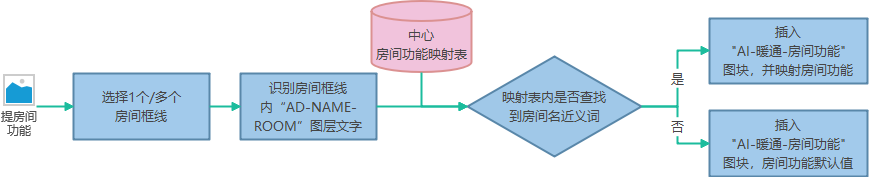 提房间
功能
选择1个/多个
房间框线
识别房间框线
内“AD-NAME-
ROOM”图层文字
中心
房间功能映射表
映射表内是否查找
到房间名近义词
是
否
插入
"AI-暖通-房间功能"
图块，并映射房间功能
插入
"AI-暖通-房间功能"
图块，房间功能默认值